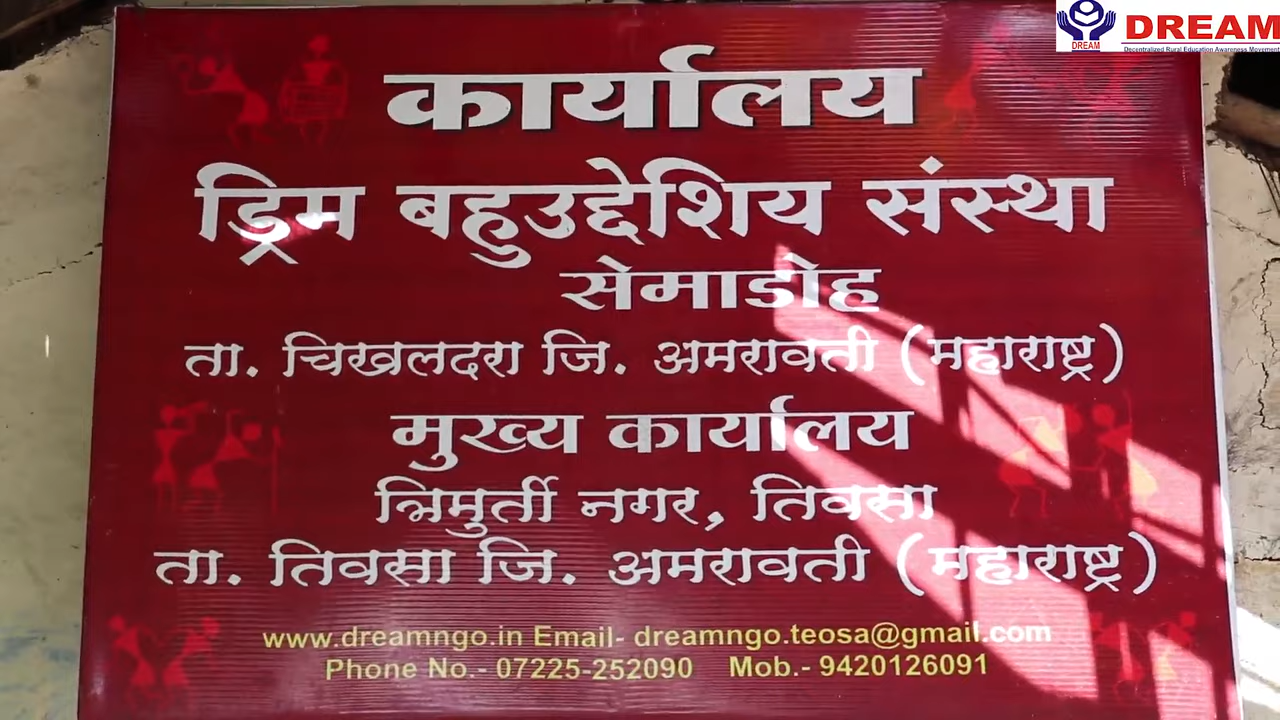 DREAM
DREAM
Decentralized Rural Education Awareness Movement
कार्यालय
ड्रिम बहुउद्देशिय संस्था
सेमाडोह
ता. चिखलदरा जि. अमरावती (महाराष्ट्र)
मुख्य कार्यालय
त्रिमुर्ती नगर, तिवसा
ता. तिवसा जि. अमरावती (महाराष्ट्र)
www.dreamngo.in Email- dreamngo.teosa@gmail.com
Phone No.- 07225-252090 Mob.- 9420126091